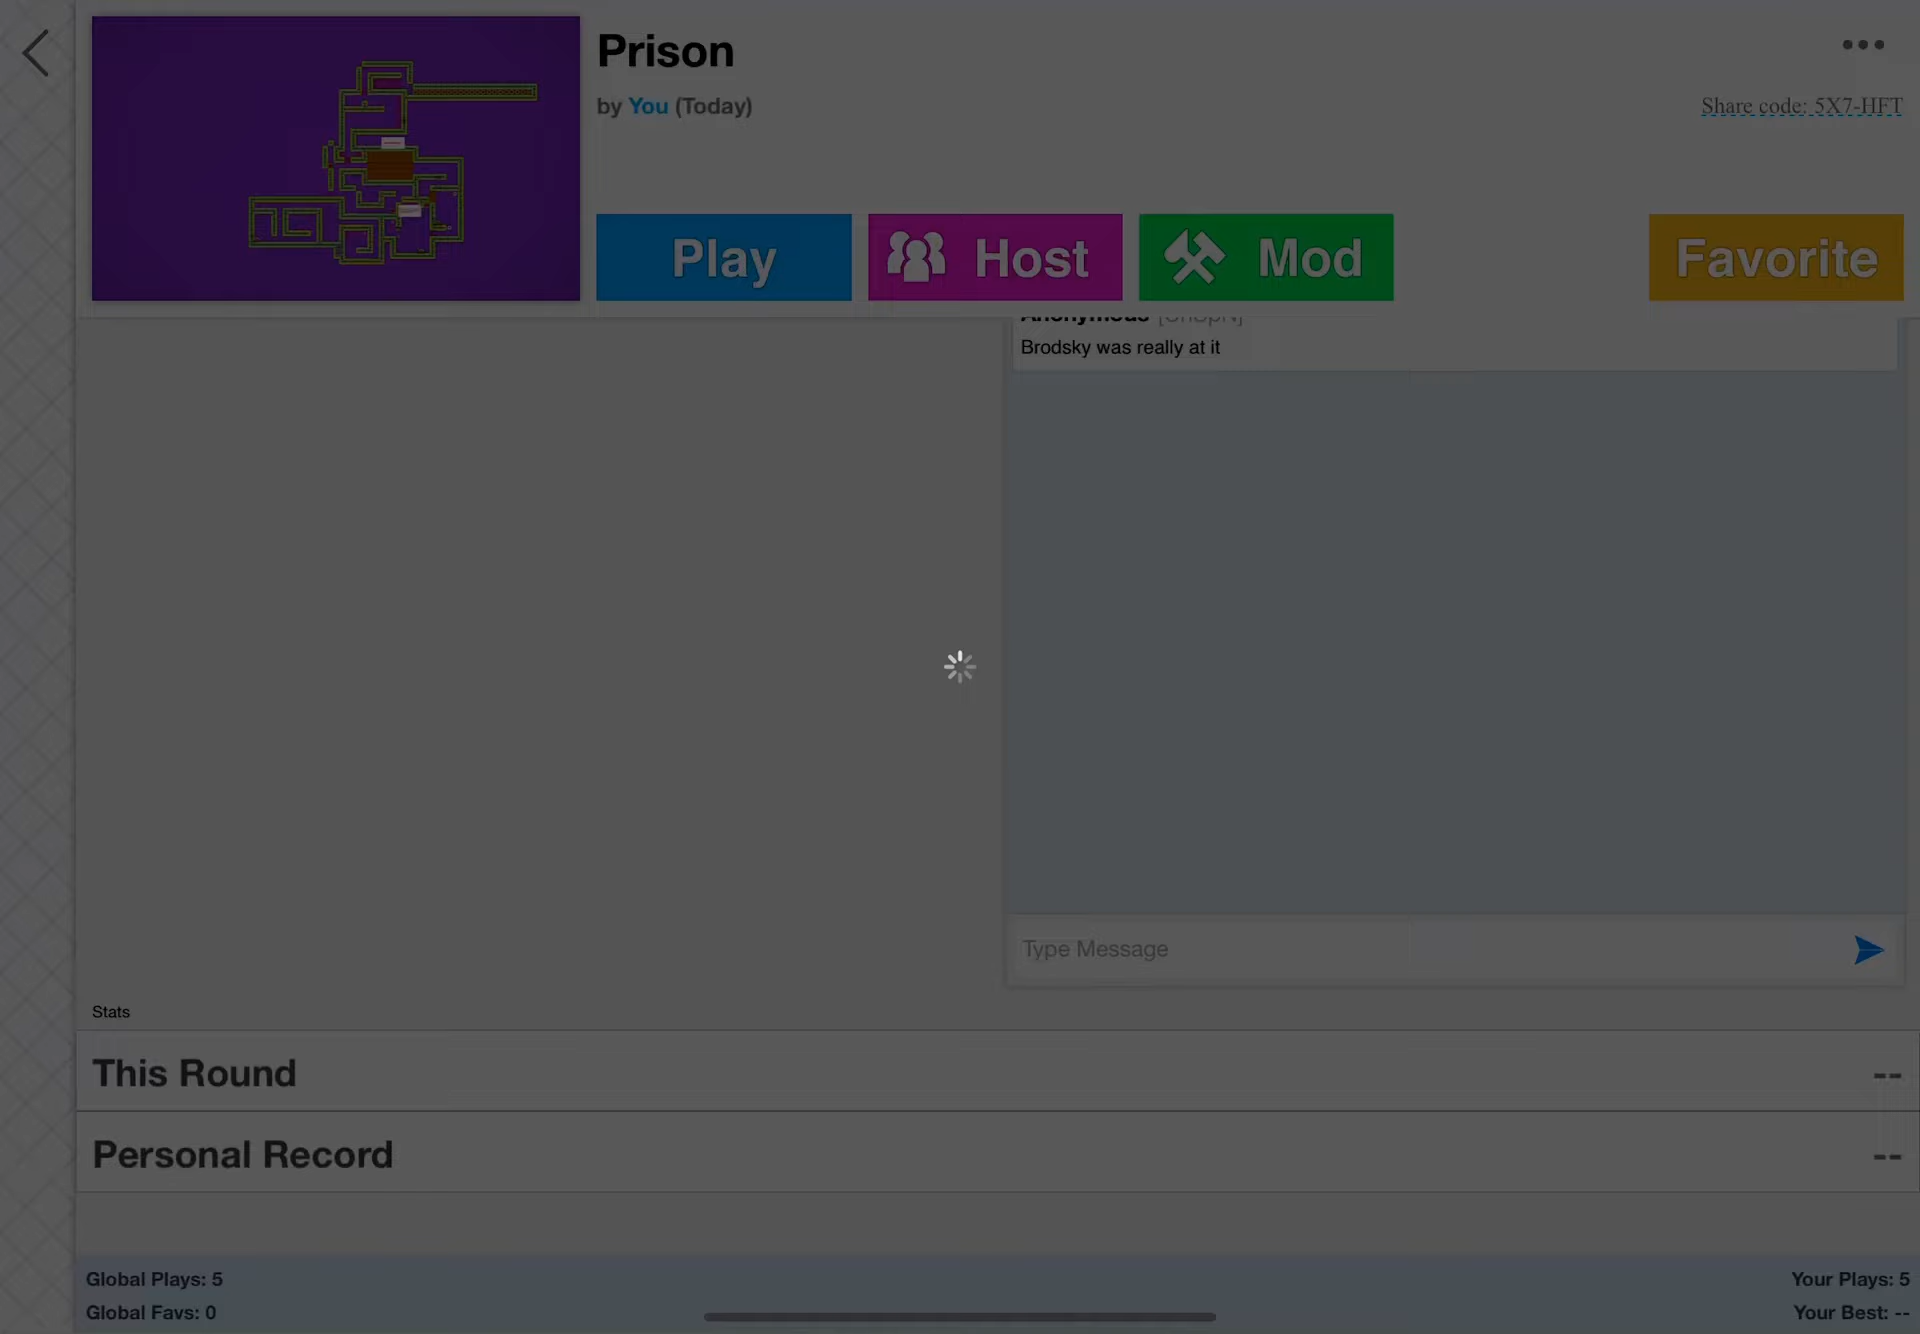 Prison
by You (Today)
Share code: 5X7-HFT
Play
Host
Mod
Favorite
Anonymous
Brodsky was really at it
Type Message
Stats
This Round
--
Personal Record
--
Global Plays: 5
Your Plays: 5
Global Favs: 0
Your Best: --